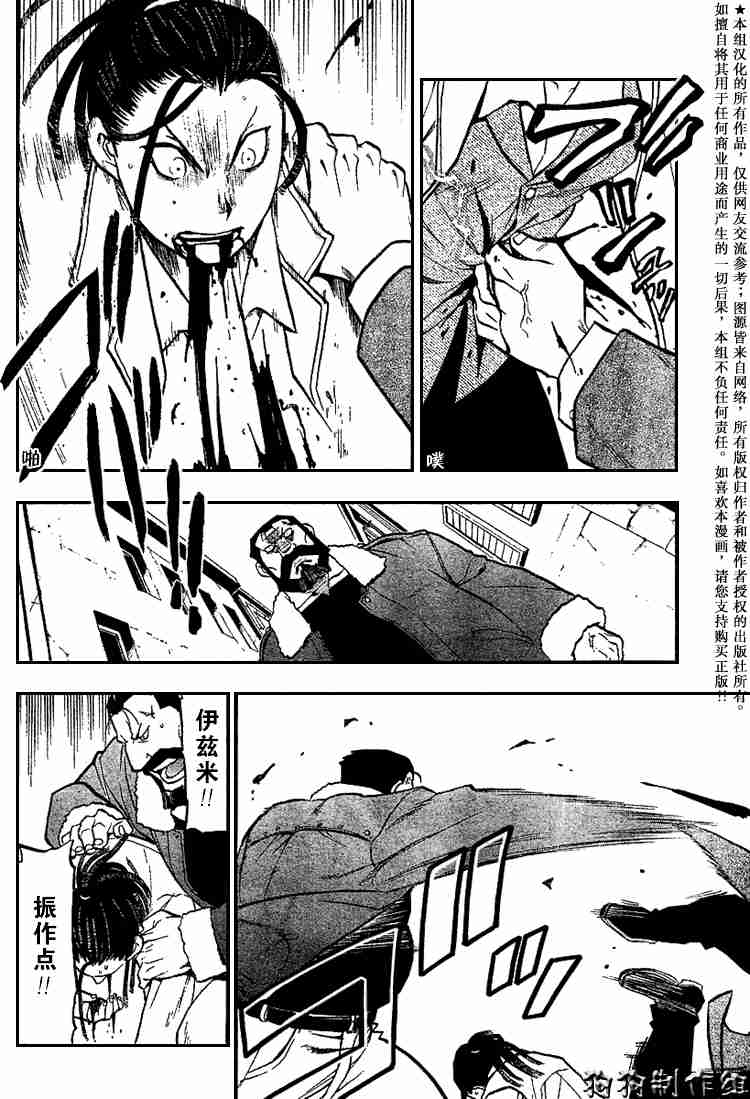 ★本组汉化的所有作品，仅供网友交流参考；图源皆来自网络，所有版权归作者和被作者授权的出版社所有。
如擅自将其用于任何商业用途而产生的一切后果，本组不负任何责任。如喜欢本漫画，请您支持购买正版!!
噗
啪
伊兹米!!
振作点!!
狗狗制作组